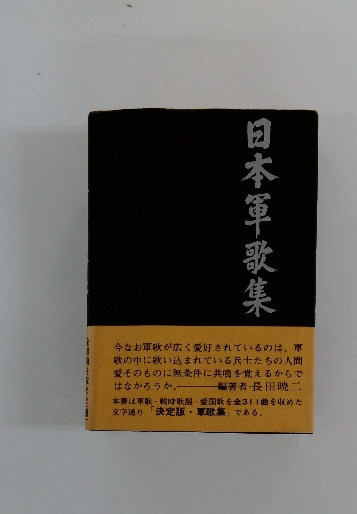 日本軍歌集
今なお軍歌が広く愛好されているのは、軍
歌の中に歌い込まれている兵士たちの人間
愛そのものに無条件に共鳴を覚えるからで
はなかろうか。————編著者・長田暁二
本書は軍歌・戦時歌謡・愛国歌を全311曲を収めた
文字通り「決定版・軍歌集」である。